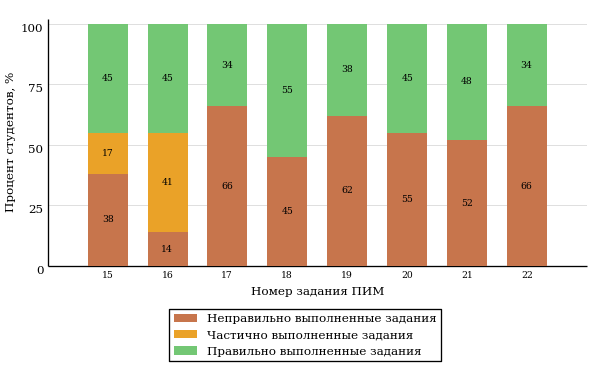 Процент студентов, %
100
75
50
25
0
45 45 34 55 38 45 48 34
17 41
38 14 66 45 62 55 52 66
15 16 17 18 19 20 21 22
Номер задания ПИМ
Неправильно выполненные задания
Частично выполненные задания
Правильно выполненные задания